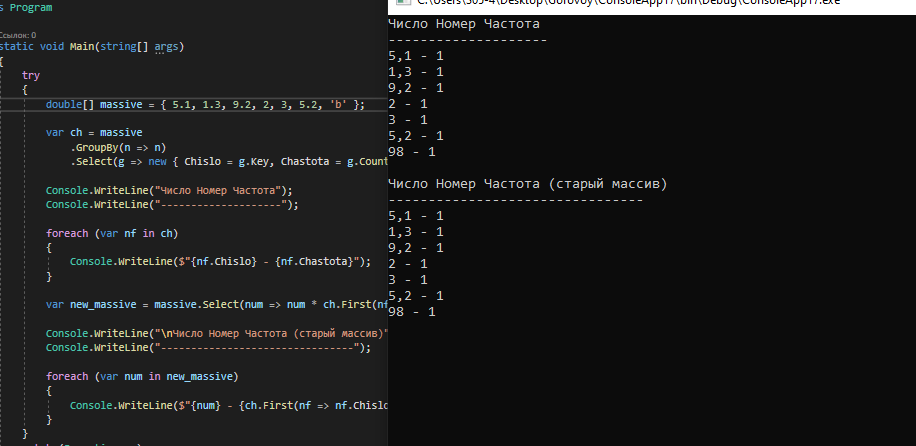 s Program
Ссылок: 0
static void Main(string[] args)
{
try
{
double[] massive = { 5.1, 1.3, 9.2, 2, 3, 5.2, 'b' };
var ch = massive
.GroupBy(n => n)
.Select(g => new { Chislo = g.Key, Chastota = g.Count
Console.WriteLine("Число Номер Частота");
Console.WriteLine("--------------------");
foreach (var nf in ch)
{
Console.WriteLine($"{nf.Chislo} - {nf.Chastota}");
}
var new_massive = massive.Select(num => num * ch.First(nf
Console.WriteLine("\nЧисло Номер Частота (старый массив)"
Console.WriteLine("--------------------------------");
foreach (var num in new_massive)
{
Console.WriteLine($"{num} - {ch.First(nf => nf.Chislo
}
}
C:\Users\305-4\Desktop\Gorovoy\ConsoleApp17\bin\Debug\ConsoleApp17.exe
Число Номер Частота
--------------------
5,1 - 1
1,3 - 1
9,2 - 1
2 - 1
3 - 1
5,2 - 1
98 - 1
Число Номер Частота (старый массив)
--------------------------------
5,1 - 1
1,3 - 1
9,2 - 1
2 - 1
3 - 1
5,2 - 1
98 - 1